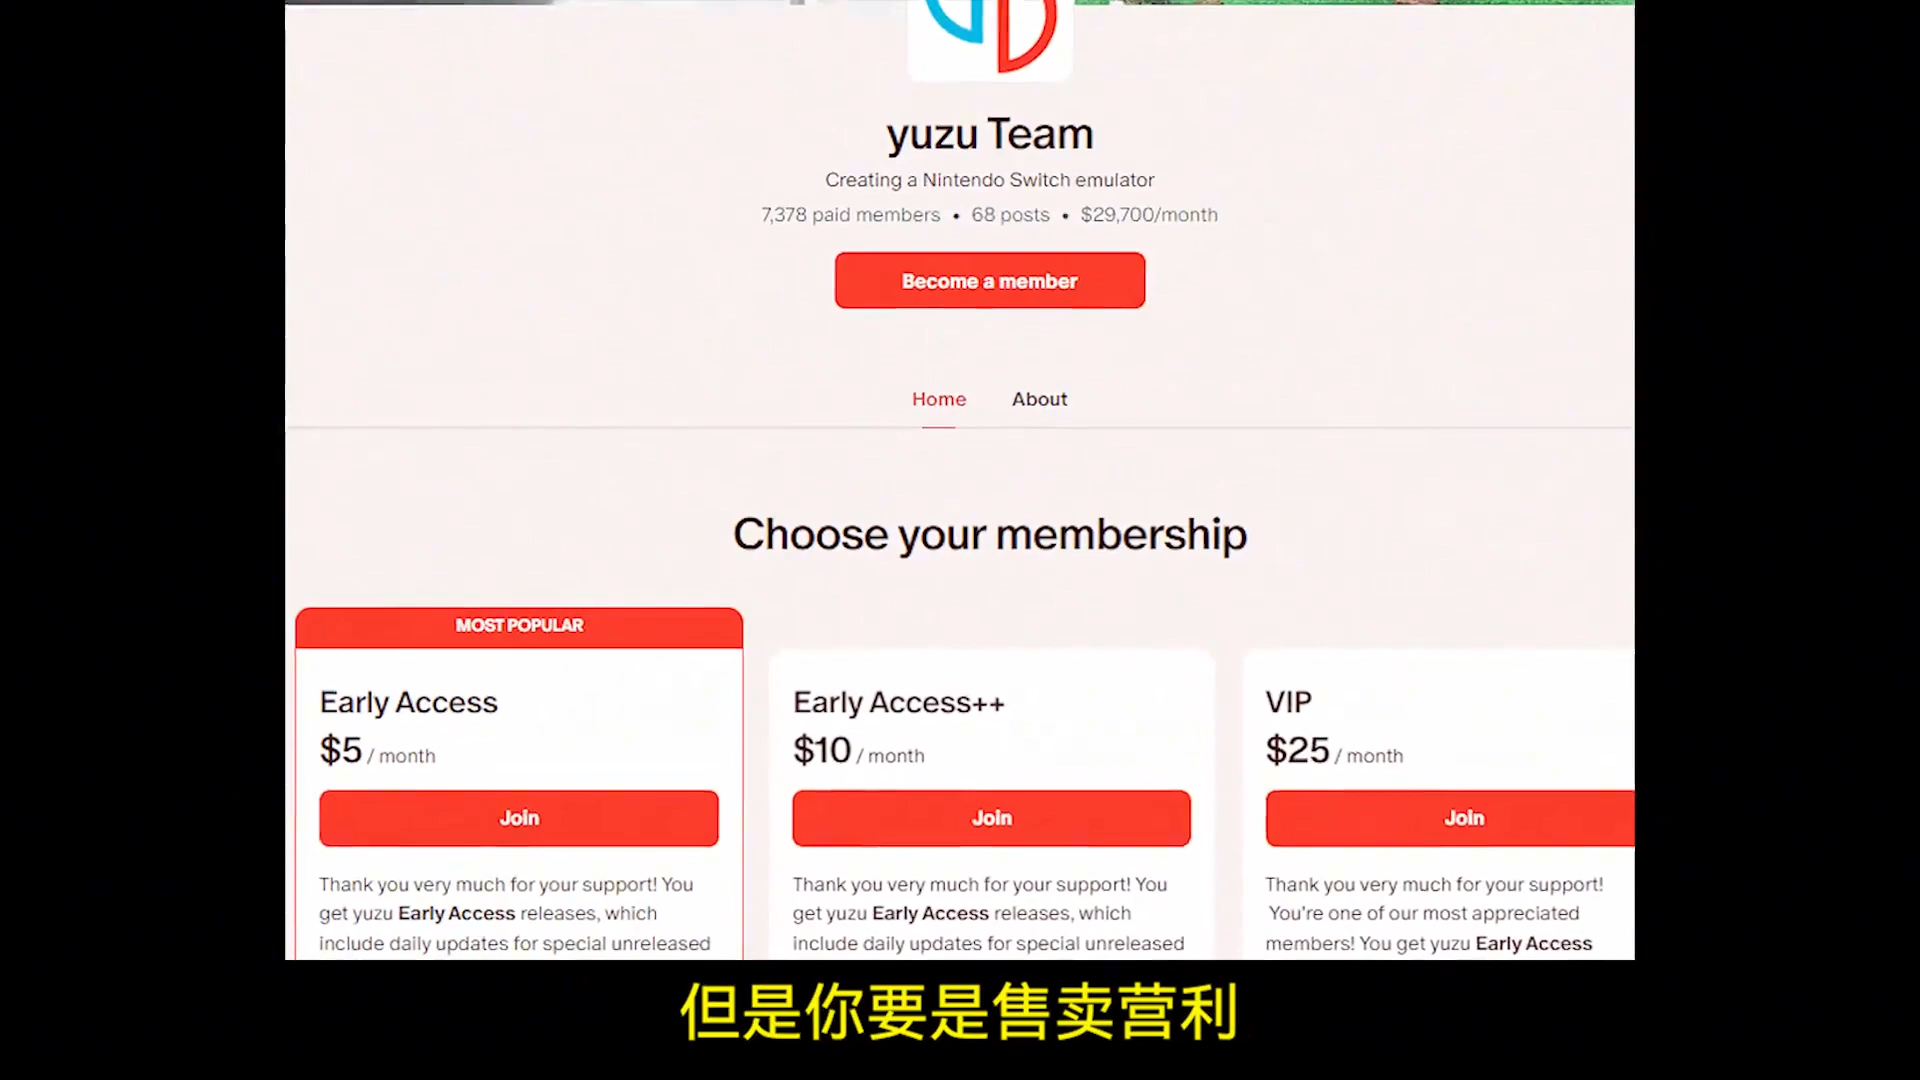 yuzu Team
Creating a Nintendo Switch emulator
7,378 paid members • 68 posts • $29,700/month
Become a member
Home About
Choose your membership
MOST POPULAR
Early Access
$5 / month
Join
Thank you very much for your support! You
get yuzu Early Access releases, which
include daily updates for special unreleased
Early Access++
$10 / month
Join
Thank you very much for your support! You
get yuzu Early Access releases, which
include daily updates for special unreleased
VIP
$25 / month
Join
Thank you very much for your support!
You're one of our most appreciated
members! You get yuzu Early Access
但是你要是售卖营利